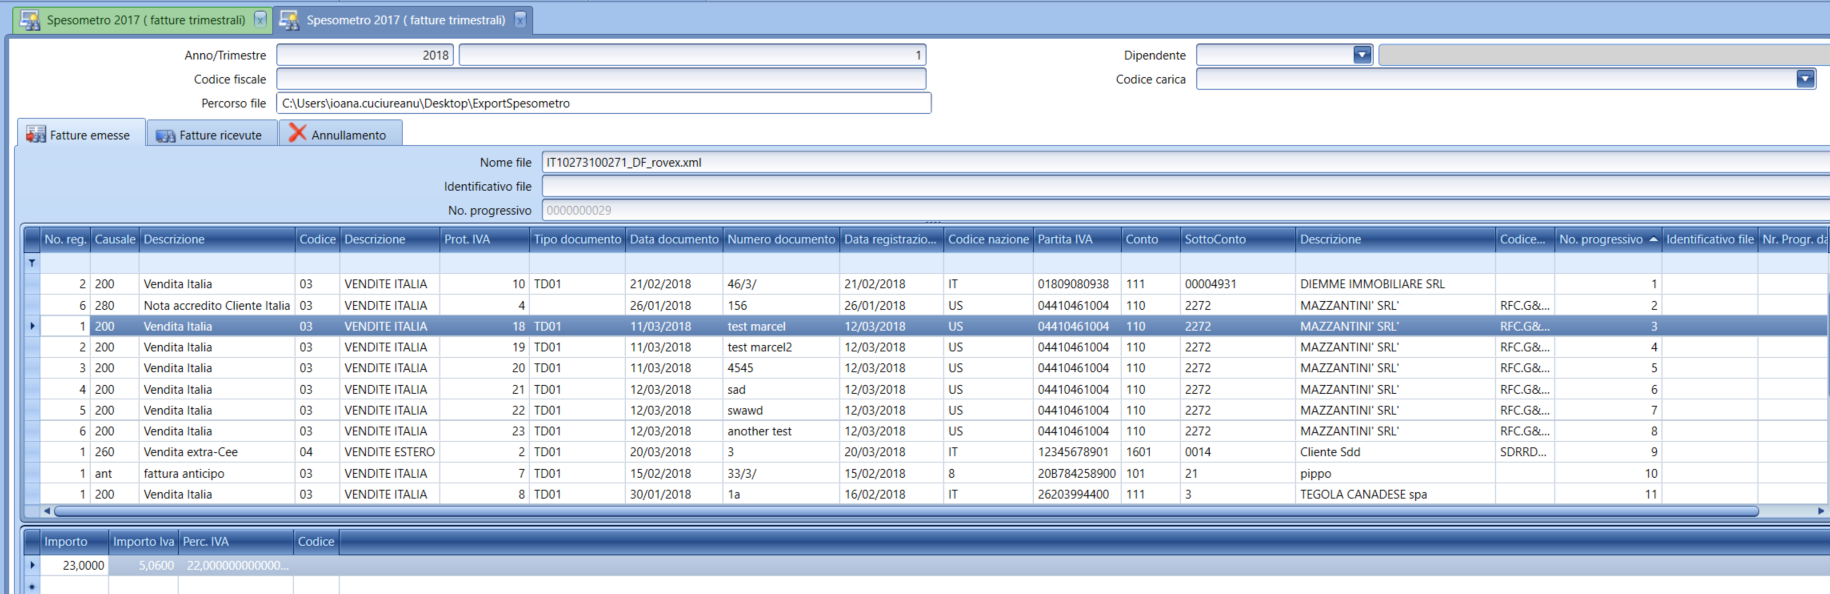 Spesometro 2017 ( fatture trimestrali) Spesometro 2017 ( fatture trimestrali)
Anno/Trimestre 2018 1 Dipendente
Codice fiscale Codice carica
Percorso file C:\Users\ioana.cuciureanu\Desktop\ExportSpesometro
Fatture emesse Fatture ricevute Annullamento
Nome file IT10273100271_DF_rovex.xml
Identificativo file
No. progressivo 0000000029
No. reg. Causale Descrizione Codice Descrizione Prot. IVA Tipo documento Data documento Numero documento Data registrazio... Codice nazione Partita IVA Conto SottoConto Descrizione Codice... No. progressivo Identificativo file Nr. Progr. da
2 200 Vendita Italia 03 VENDITE ITALIA 10 TD01 21/02/2018 46/3/ 21/02/2018 IT 01809080938 111 00004931 DIEMME IMMOBILIARE SRL 1
6 280 Nota accredito Cliente Italia 03 VENDITE ITALIA 4 26/01/2018 156 26/01/2018 US 04410461004 110 2272 MAZZANTINI' SRL' RFC.G&... 2
1 200 Vendita Italia 03 VENDITE ITALIA 18 TD01 11/03/2018 test marcel 12/03/2018 US 04410461004 110 2272 MAZZANTINI' SRL' RFC.G&... 3
2 200 Vendita Italia 03 VENDITE ITALIA 19 TD01 11/03/2018 test marcel2 12/03/2018 US 04410461004 110 2272 MAZZANTINI' SRL' RFC.G&... 4
3 200 Vendita Italia 03 VENDITE ITALIA 20 TD01 11/03/2018 4545 12/03/2018 US 04410461004 110 2272 MAZZANTINI' SRL' RFC.G&... 5
4 200 Vendita Italia 03 VENDITE ITALIA 21 TD01 12/03/2018 sad 12/03/2018 US 04410461004 110 2272 MAZZANTINI' SRL' RFC.G&... 6
5 200 Vendita Italia 03 VENDITE ITALIA 22 TD01 12/03/2018 swawd 12/03/2018 US 04410461004 110 2272 MAZZANTINI' SRL' RFC.G&... 7
6 200 Vendita Italia 03 VENDITE ITALIA 23 TD01 12/03/2018 another test 12/03/2018 US 04410461004 110 2272 MAZZANTINI' SRL' RFC.G&... 8
1 260 Vendita extra-Cee 04 VENDITE ESTERO 2 TD01 20/03/2018 3 20/03/2018 IT 12345678901 1601 0014 Cliente Sdd SDRRD... 9
1 ant fattura anticipo 03 VENDITE ITALIA 7 TD01 15/02/2018 33/3/ 15/02/2018 8 20B784258900 101 21 pippo 10
1 200 Vendita Italia 03 VENDITE ITALIA 8 TD01 30/01/2018 1a 16/02/2018 IT 26203994400 111 3 TEGOLA CANADESE spa 11
Importo Importo Iva Perc. IVA Codice
23,0000 5,0600 22,000000000000...